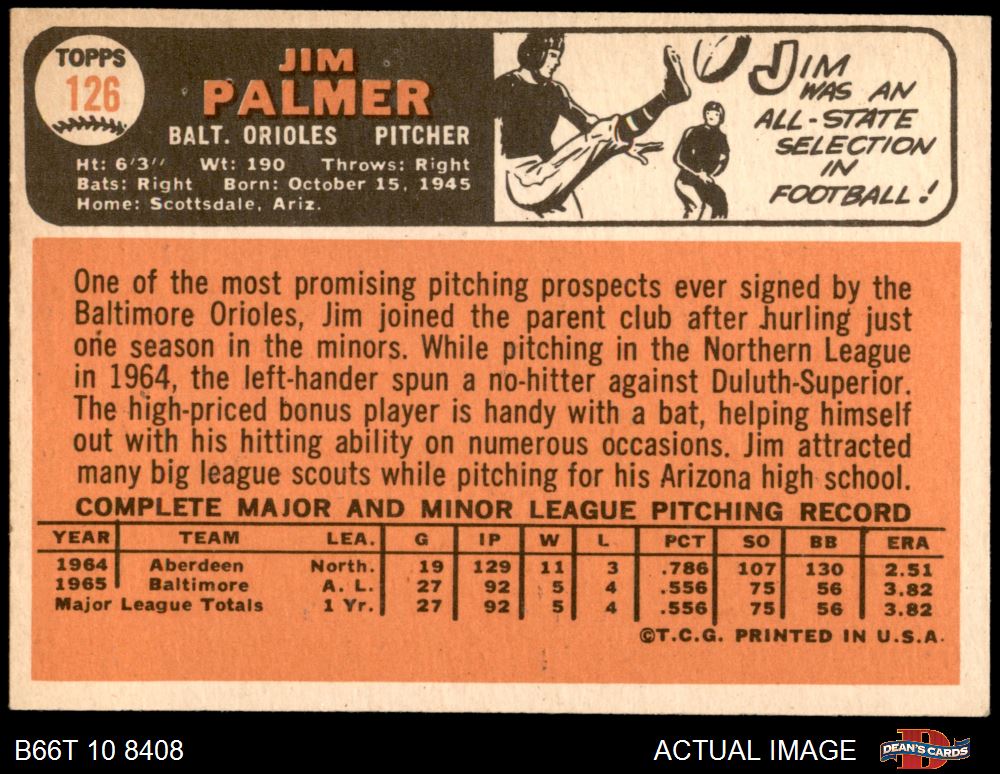 TOPPS
126
JIM
PALMER
BALT. ORIOLES PITCHER
Ht: 6'3" Wt: 190 Throws: Right
Bats: Right Born: October 15, 1945
Home: Scottsdale, Ariz.
JIM
WAS AN
ALL-STATE
SELECTION
IN
FOOTBALL!
One of the most promising pitching prospects ever signed by the
Baltimore Orioles, Jim joined the parent club after hurling just
one season in the minors. While pitching in the Northern League
in 1964, the left-hander spun a no-hitter against Duluth-Superior.
The high-priced bonus player is handy with a bat, helping himself
out with his hitting ability on numerous occasions. Jim attracted
many big league scouts while pitching for his Arizona high school.
COMPLETE MAJOR AND MINOR LEAGUE PITCHING RECORD
YEAR TEAM LEA. G IP W L PCT SO BB ERA
1964 Aberdeen North. 19 129 11 3 .786 107 130 2.51
1965 Baltimore A. L. 27 92 5 4 .556 75 56 3.82
Major League Totals 1 Yr. 27 92 5 4 .556 75 56 3.82
©T.C.G. PRINTED IN U.S.A.
B66T 10 8408 ACTUAL IMAGE DEAN'S CARDS